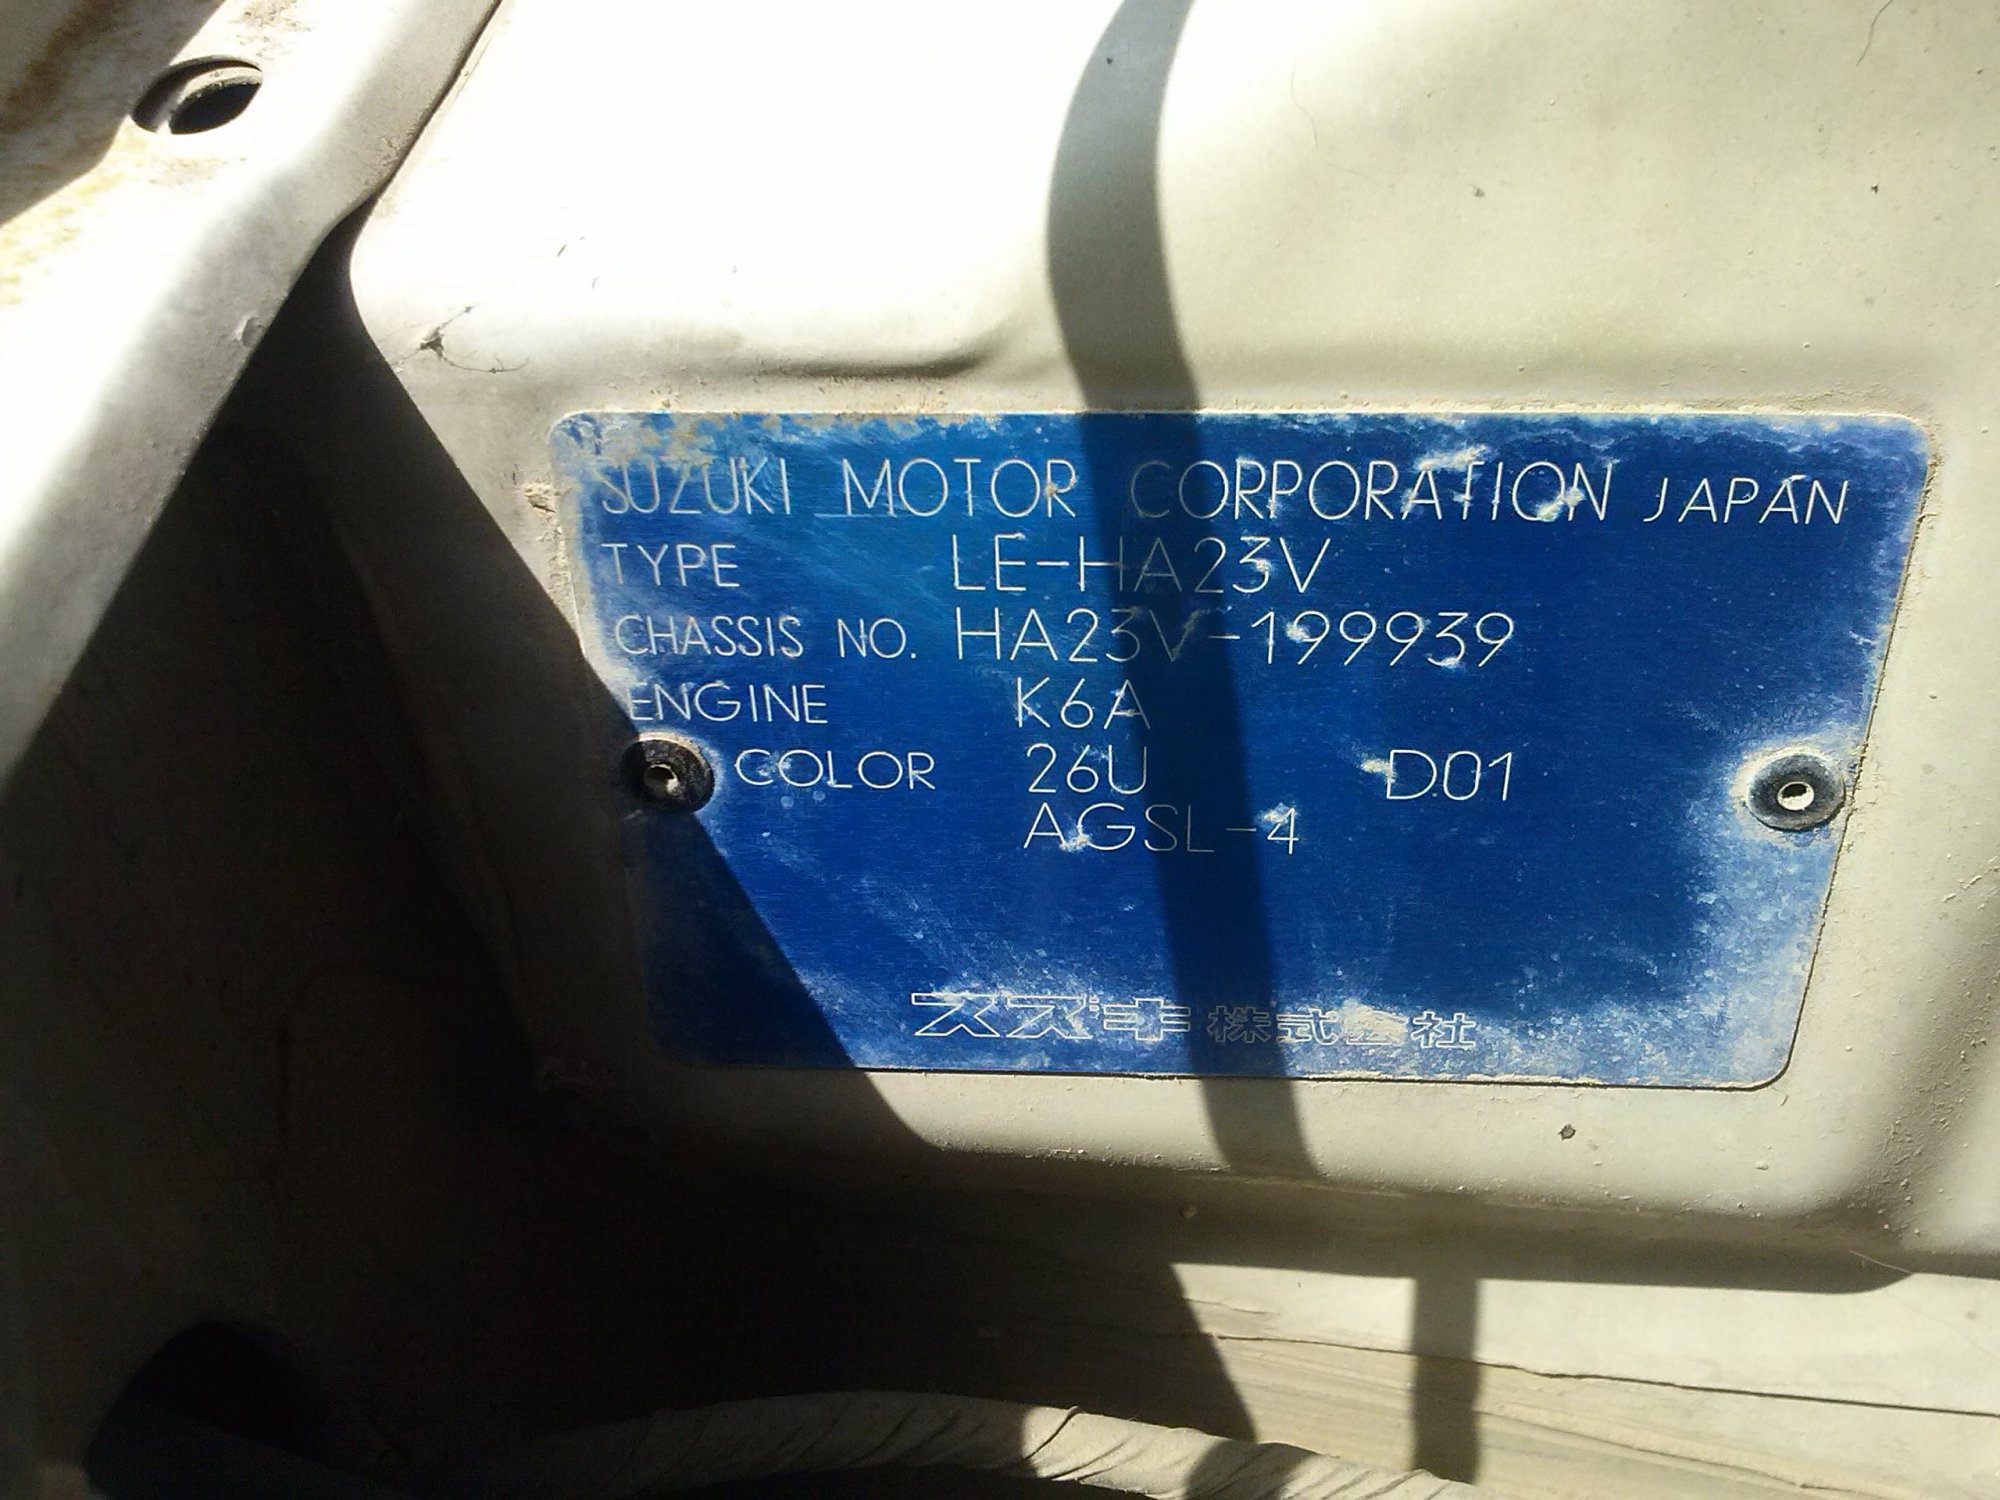 SUZUKI MOTOR CORPORATION JAPAN
TYPE LE-HA23V
CHASSIS NO. HA23V-199939
ENGINE K6A
COLOR 26U D01
AGSL-4
スズキ株式会社